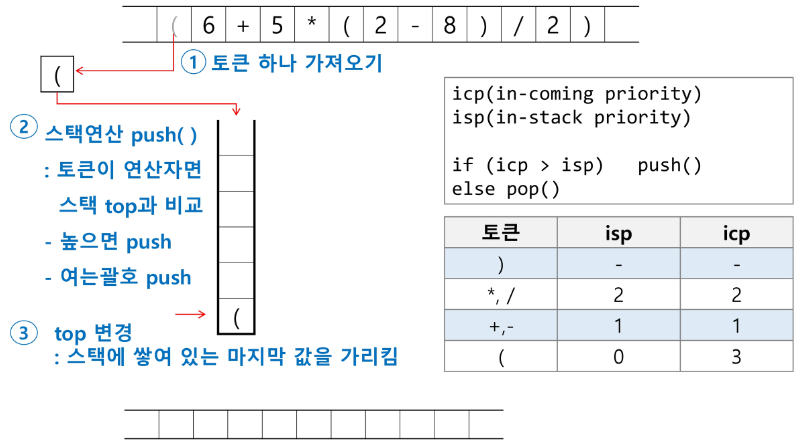 ( 6 + 5 * ( 2 - 8 ) / 2 )
① 토큰 하나 가져오기
(
② 스택연산 push( )
: 토큰이 연산자면
스택 top과 비교
- 높으면 push
- 여는괄호 push
(
③ top 변경
: 스택에 쌓여 있는 마지막 값을 가리킴
icp(in-coming priority)
isp(in-stack priority)
if (icp > isp) push()
else pop()
토큰 isp icp
) - -
*, / 2 2
+,- 1 1
( 0 3